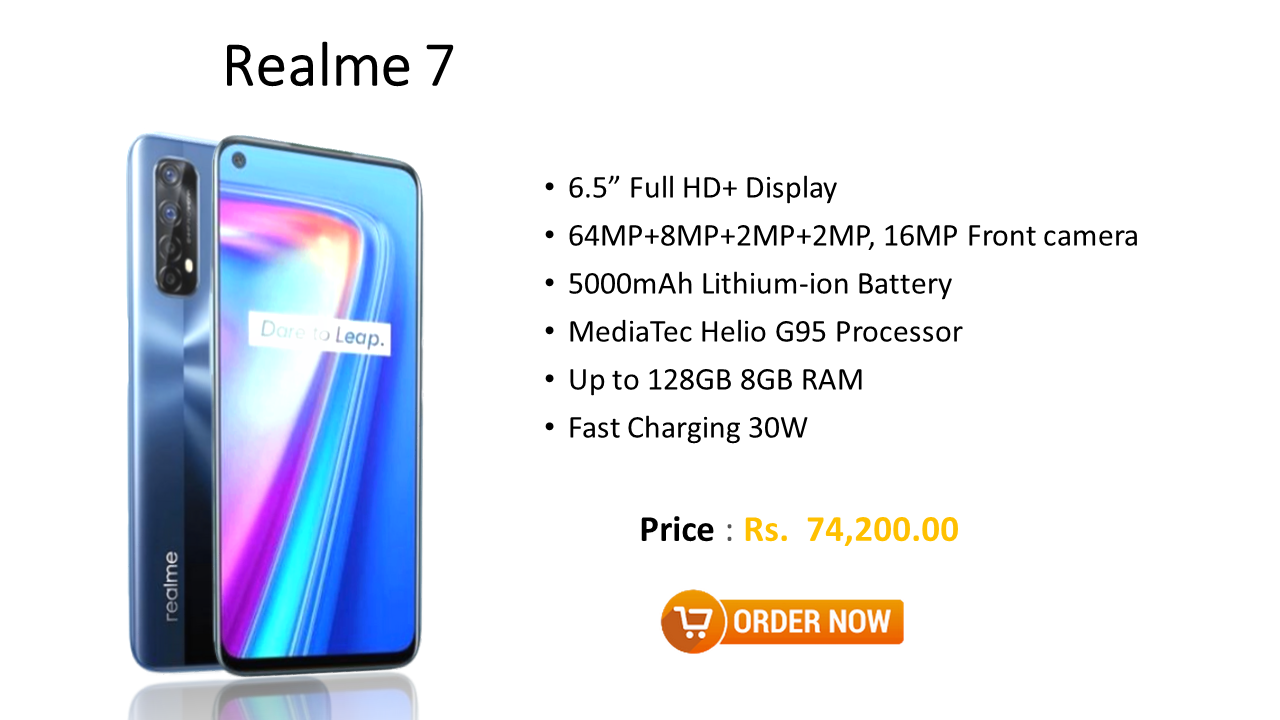 Realme 7
• 6.5” Full HD+ Display
• 64MP+8MP+2MP+2MP, 16MP Front camera
• 5000mAh Lithium-ion Battery
• MediaTec Helio G95 Processor
• Up to 128GB 8GB RAM
• Fast Charging 30W
Dare to Leap.
realme
Price : Rs.  74,200.00
ORDER NOW